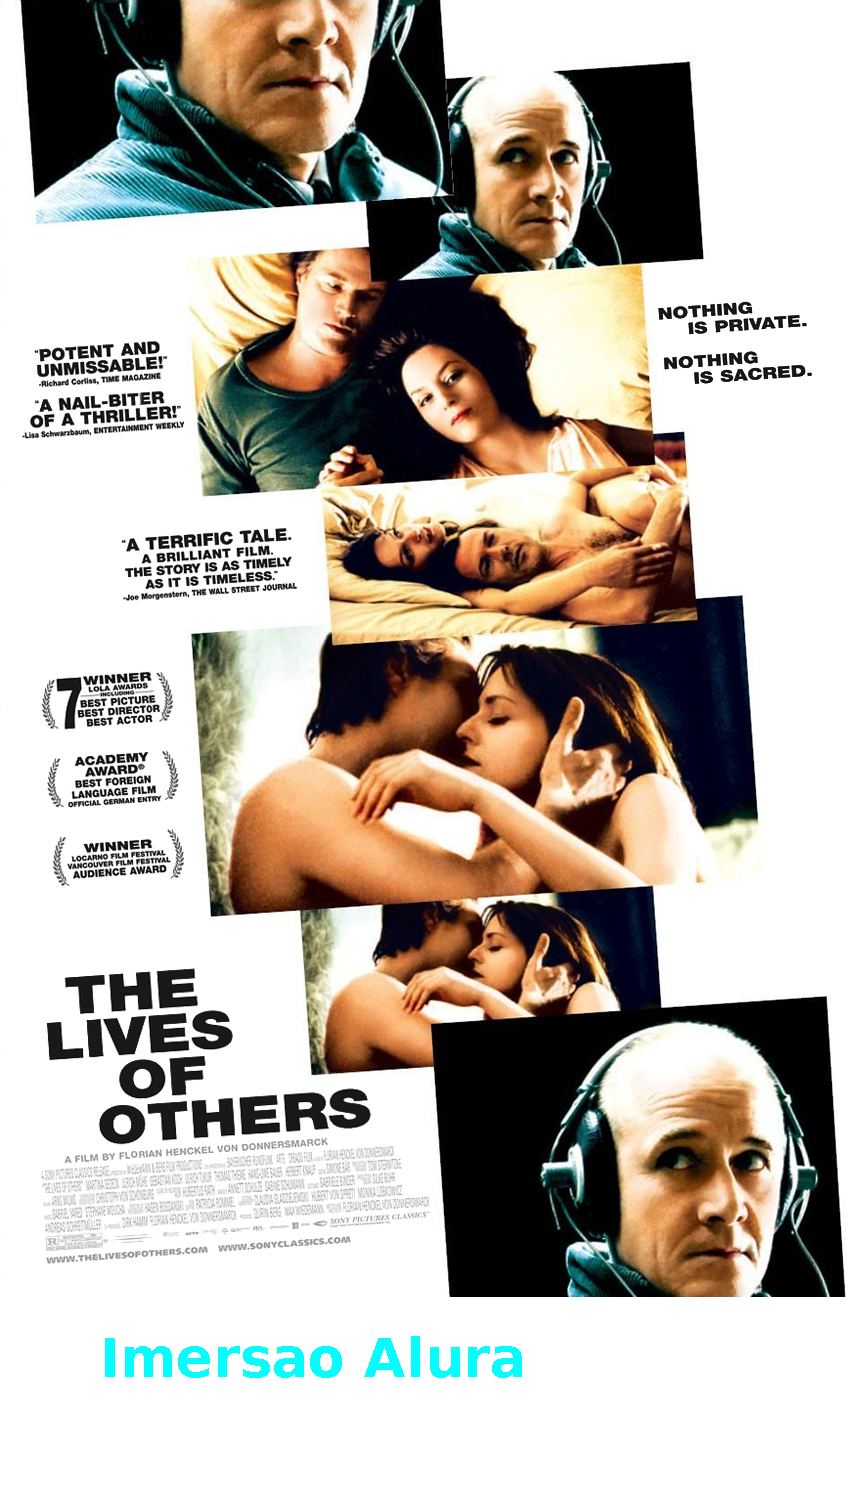 NOTHING
IS PRIVATE.
NOTHING
IS SACRED.
"POTENT AND
UNMISSABLE!"
-Richard Corliss, TIME MAGAZINE
"A NAIL-BITER
OF A THRILLER!"
-Lisa Schwarzbaum, ENTERTAINMENT WEEKLY
"A TERRIFIC TALE.
A BRILLIANT FILM.
THE STORY IS AS TIMELY
AS IT IS TIMELESS."
-Joe Morgenstern, THE WALL STREET JOURNAL
7 WINNER
LOLA AWARDS
INCLUDING
BEST PICTURE
BEST DIRECTOR
BEST ACTOR
ACADEMY
AWARD®
BEST FOREIGN
LANGUAGE FILM
OFFICIAL GERMAN ENTRY
WINNER
LOCARNO FILM FESTIVAL
VANCOUVER FILM FESTIVAL
AUDIENCE AWARD
THE
LIVES
OF
OTHERS
A FILM BY FLORIAN HENCKEL VON DONNERSMARCK
SONY PICTURES CLASSICS
WWW.THELIVESOFOTHERS.COM WWW.SONYCLASSICS.COM
Imersao Alura